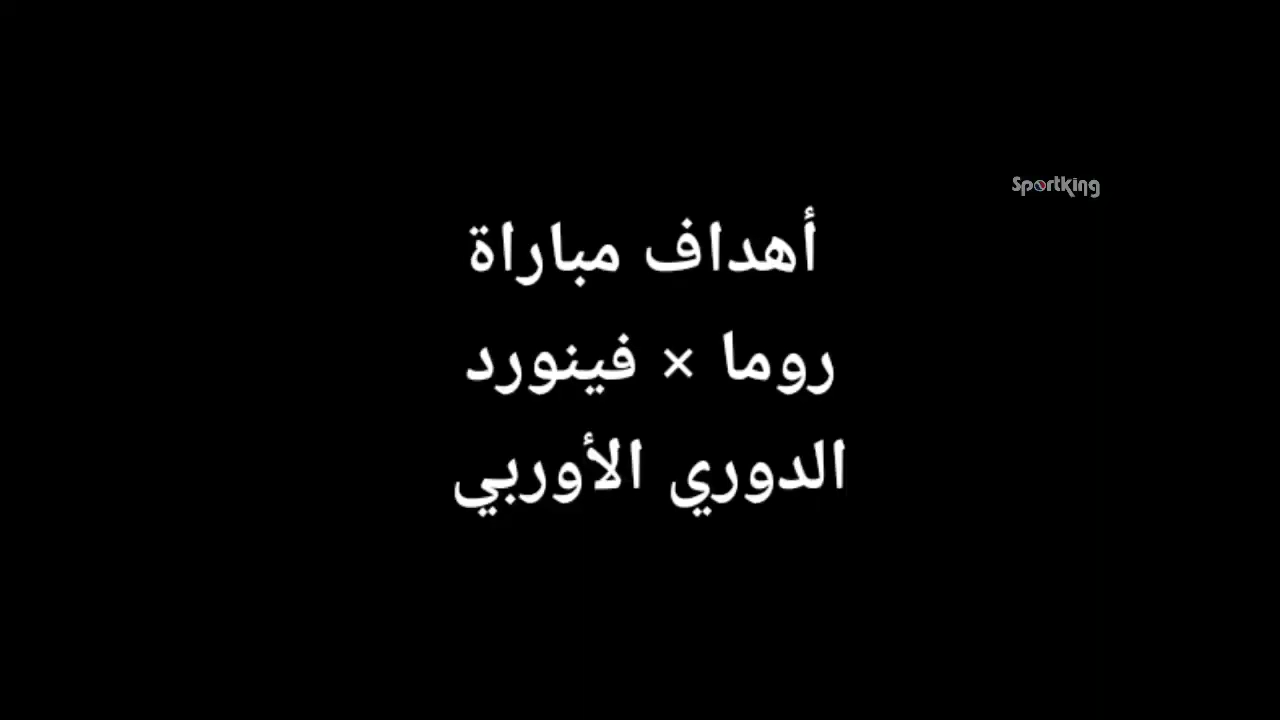 Sportking
أهداف مباراة
روما × فينورد
الدوري الأوربي